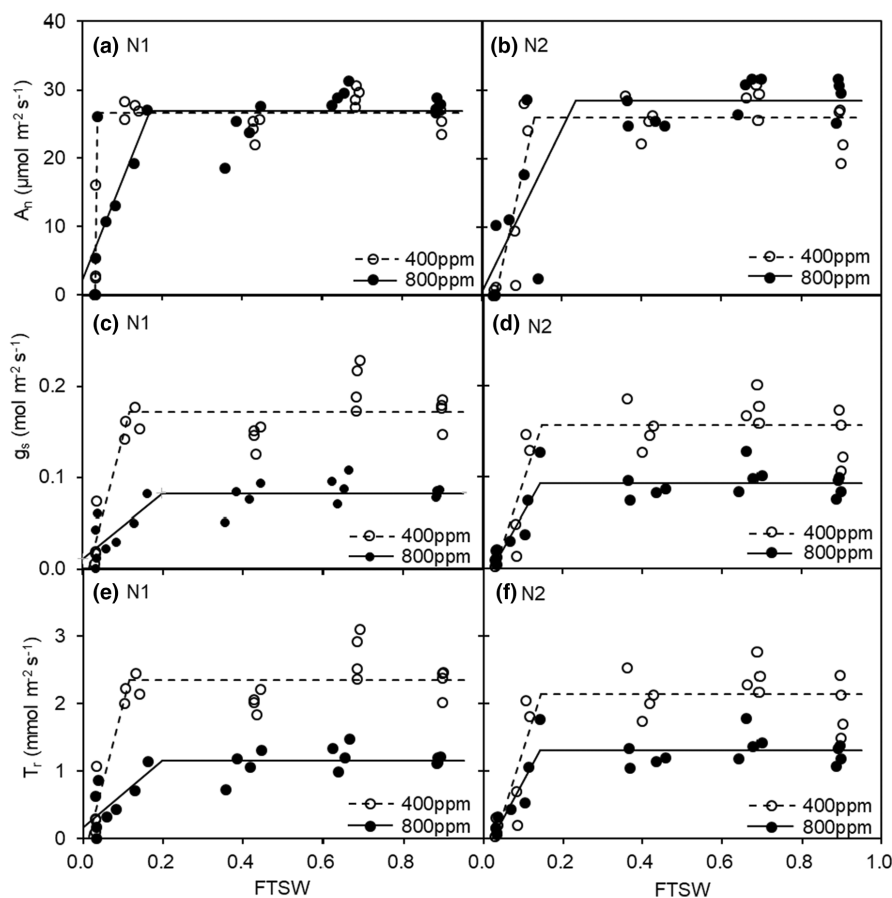 (a) N1
(b) N2
40
30
20
10
0
Aₙ (μmol m⁻² s⁻¹)
400ppm
800ppm
400ppm
800ppm
(c) N1
(d) N2
0.2
0.1
0.0
gₛ (mol m⁻² s⁻¹)
400ppm
800ppm
400ppm
800ppm
(e) N1
(f) N2
3
2
1
0
Tᵣ (mmol m⁻² s⁻¹)
400ppm
800ppm
400ppm
800ppm
0.0 0.2 0.4 0.6 0.8 0.0 0.2 0.4 0.6 0.8 1.0
FTSW FTSW